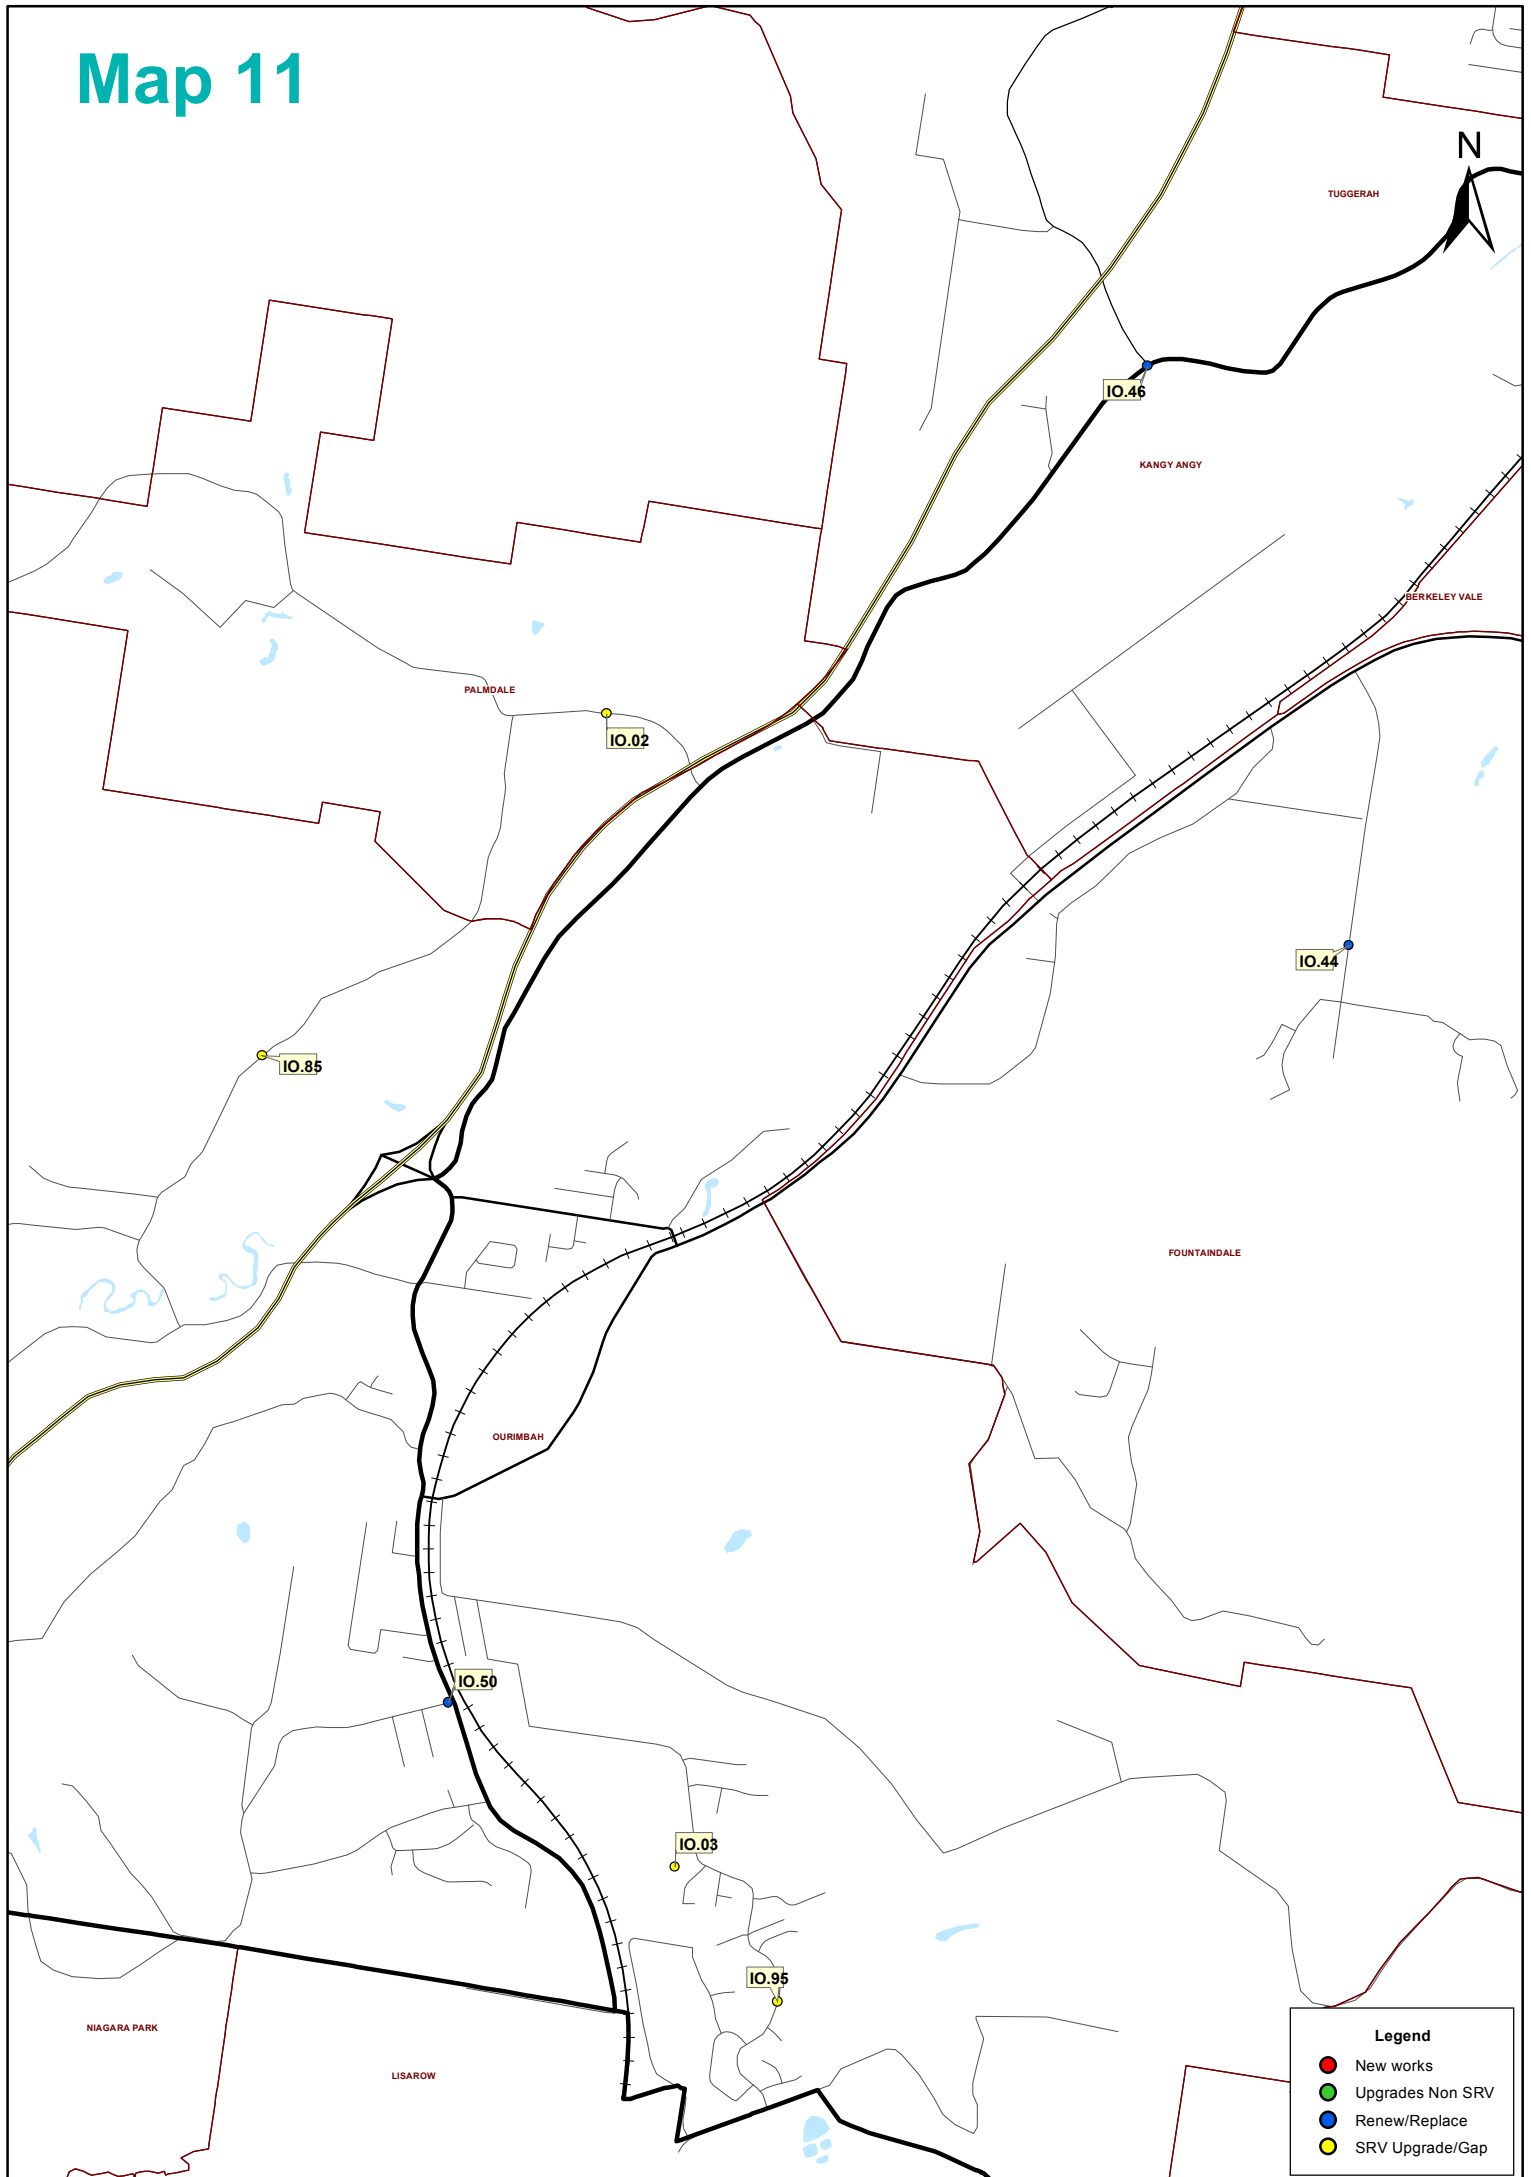 Map 11
N
TUGGERAH
IO.46
KANGY ANGY
BERKELEY VALE
PALMDALE
IO.02
IO.44
IO.85
FOUNTAINDALE
OURIMBAH
IO.50
IO.03
IO.95
NIAGARA PARK
LISAROW
Legend
New works
Upgrades Non SRV
Renew/Replace
SRV Upgrade/Gap